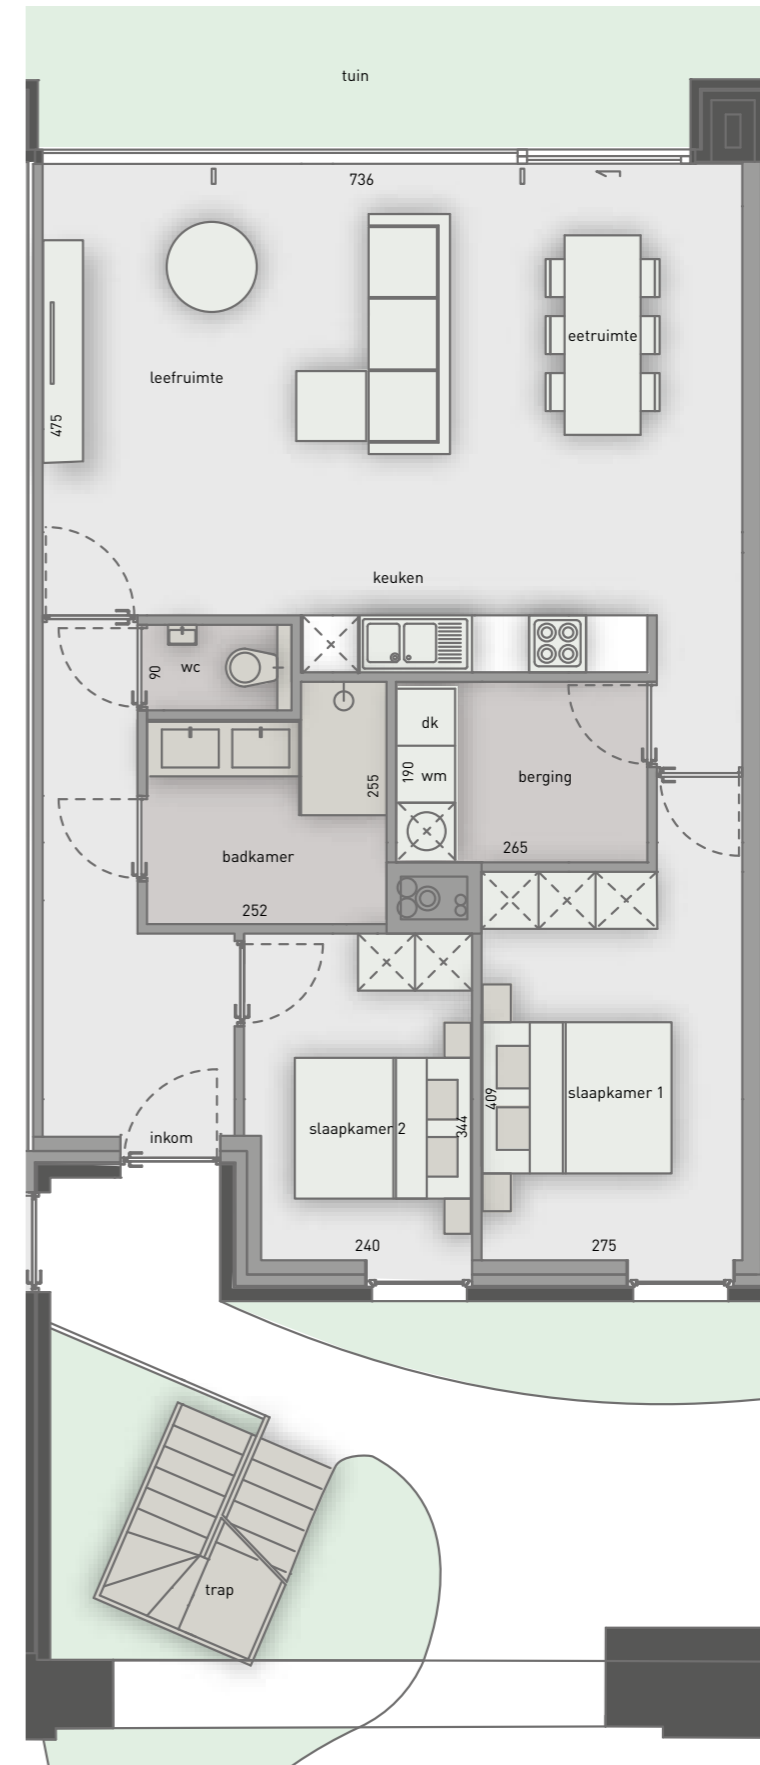 tuin
736
eetruimte
leefruimte
475
keuken
90
wc
dk
190
wm
berging
255
265
badkamer
252
slaapkamer 1
409
slaapkamer 2
344
inkom
240
275
trap